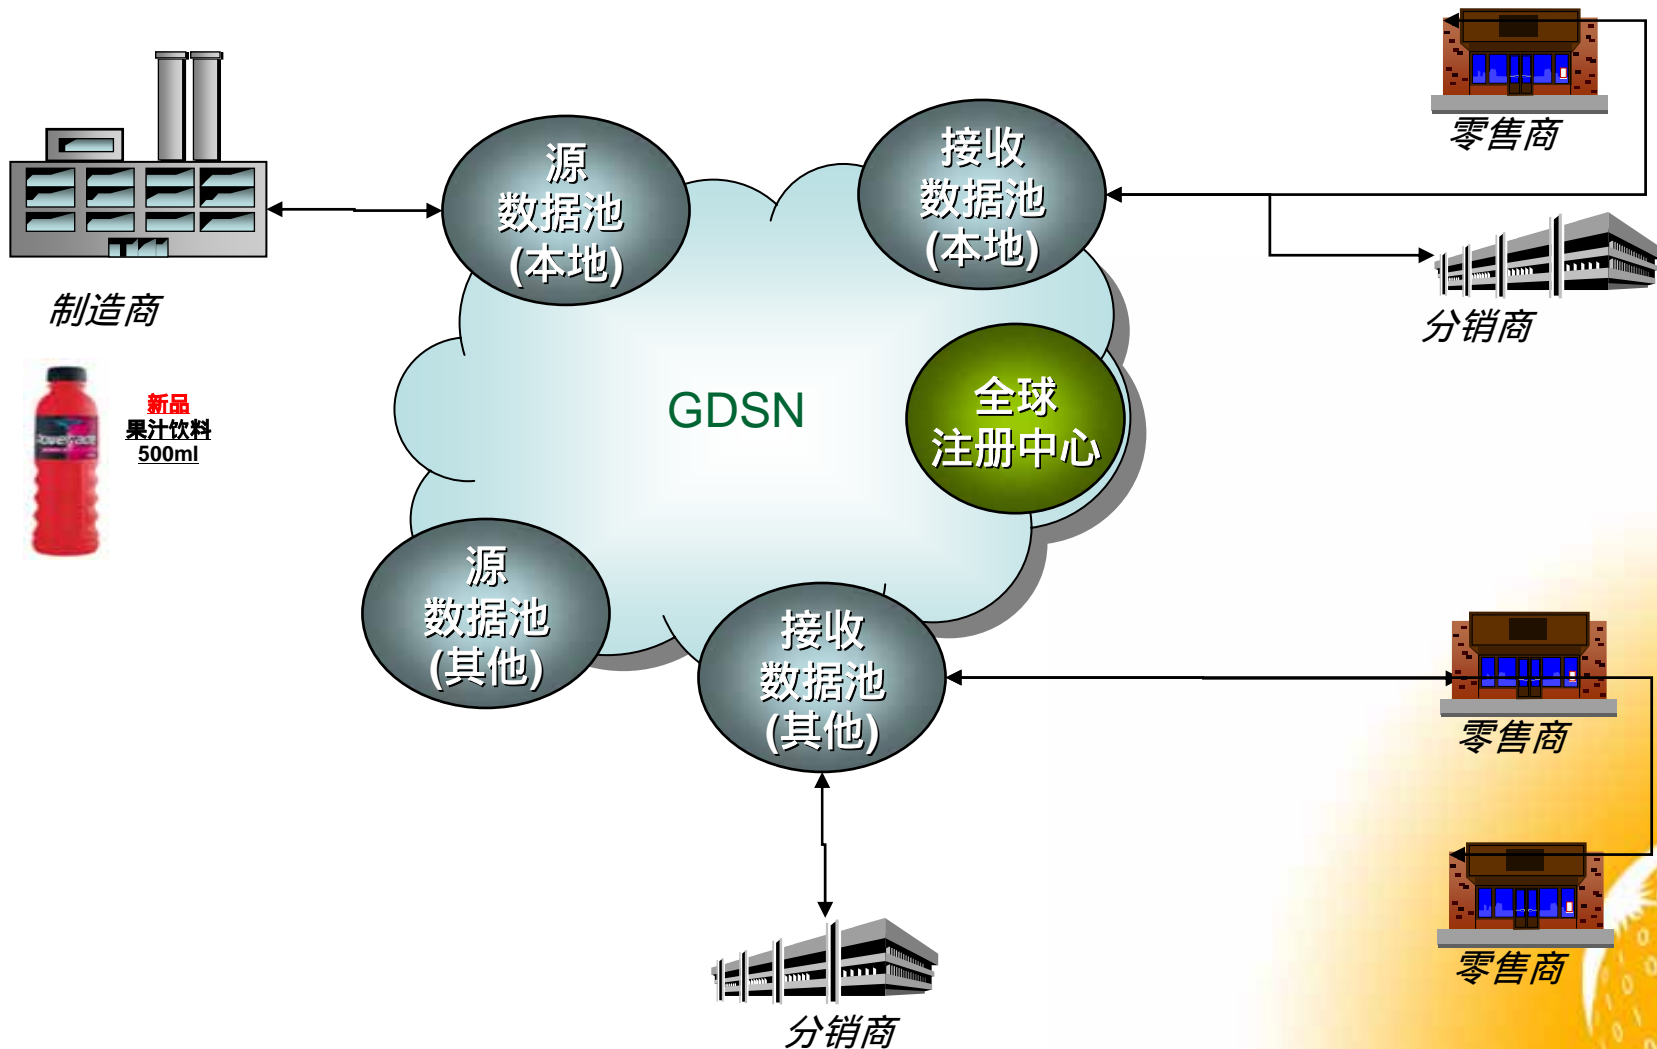 零售商
源
数据池
(本地)
接收
数据池
(本地)
制造商
分销商
新品
果汁饮料
500ml
GDSN
全球
注册中心
源
数据池
(其他)
接收
数据池
(其他)
零售商
零售商
分销商